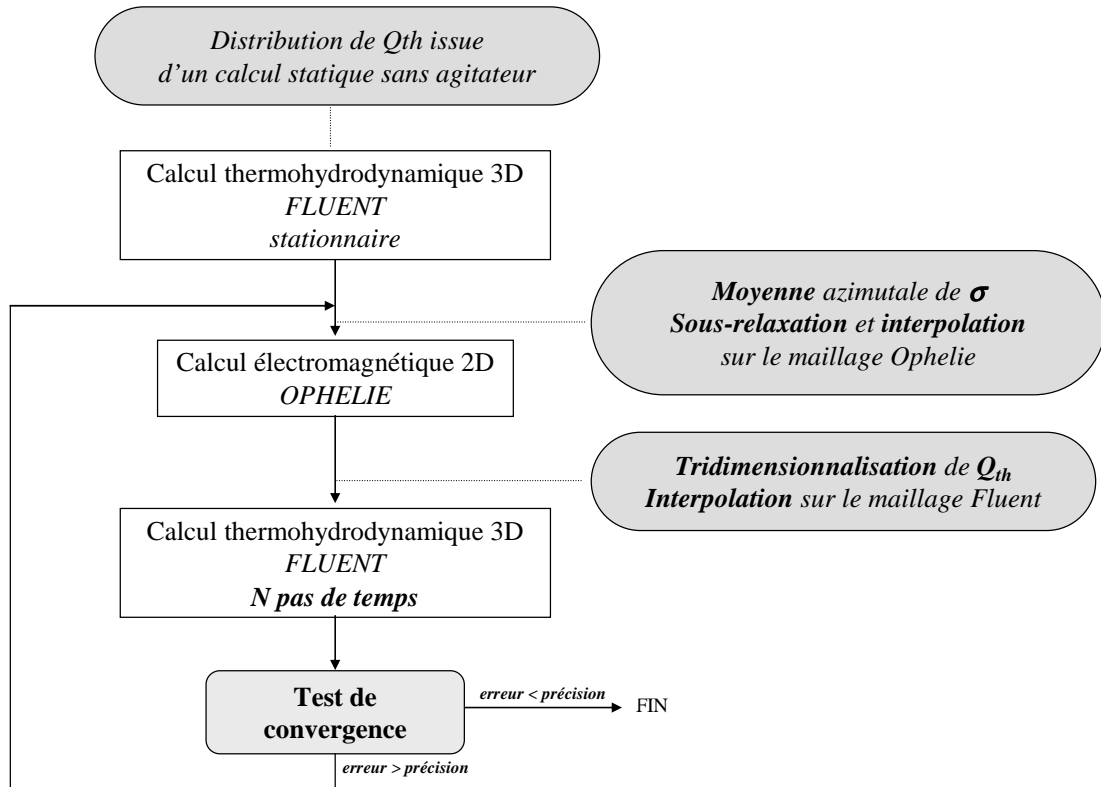 Distribution de Qth issue
d’un calcul statique sans agitateur
Calcul thermohydrodynamique 3D
FLUENT
stationnaire
Moyenne azimutale de σ
Sous-relaxation et interpolation
sur le maillage Ophelie
Calcul électromagnétique 2D
OPHELIE
Tridimensionnalisation de Qth
Interpolation sur le maillage Fluent
Calcul thermohydrodynamique 3D
FLUENT
N pas de temps
Test de
convergence
erreur < précision
FIN
erreur > précision